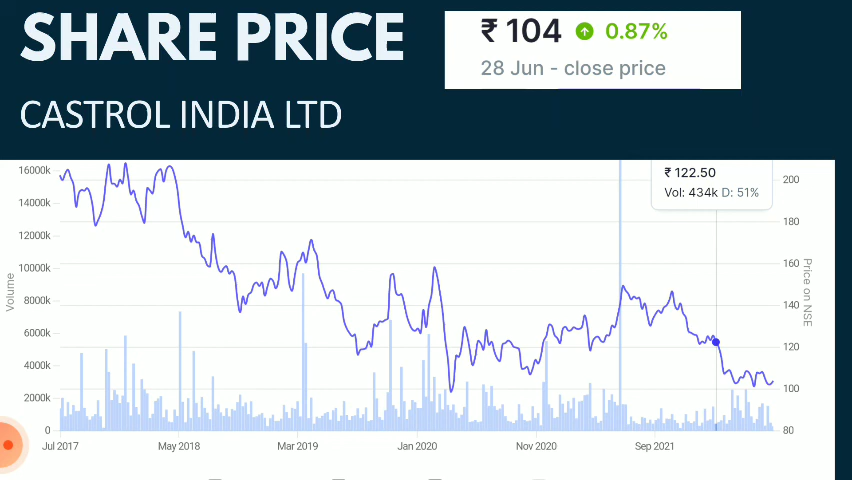 SHARE PRICE
₹ 104 0.87%
28 Jun - close price
CASTROL INDIA LTD
₹ 122.50
Vol: 434k D: 51%
16000k
14000k
12000k
10000k
8000k
6000k
4000k
2000k
0
Volume
200
180
160
140
120
100
80
Price on NSE
Jul 2017 May 2018 Mar 2019 Jan 2020 Nov 2020 Sep 2021